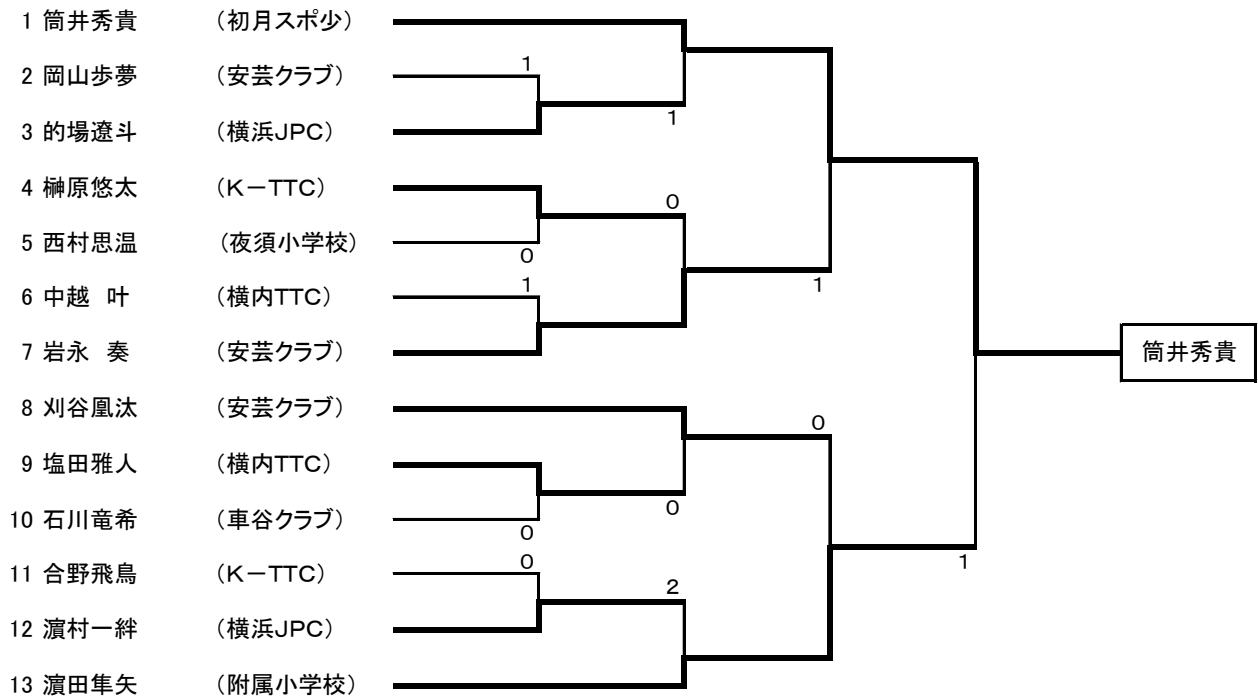 1 筒井秀貴 (初月スポ少)
1
2 岡山歩夢 (安芸クラブ)
1
3 的場遼斗 (横浜JPC)
4 榊原悠太 (K-TTC)
0
5 西村思温 (夜須小学校)
0
1
6 中越 叶 (横内TTC)
1
7 岩永 奏 (安芸クラブ)
筒井秀貴
8 刈谷凰汰 (安芸クラブ)
0
9 塩田雅人 (横内TTC)
0
10 石川竜希 (車谷クラブ)
0
0
11 合野飛鳥 (K-TTC)
1
2
12 濵村一絆 (横浜JPC)
13 濵田隼矢 (附属小学校)